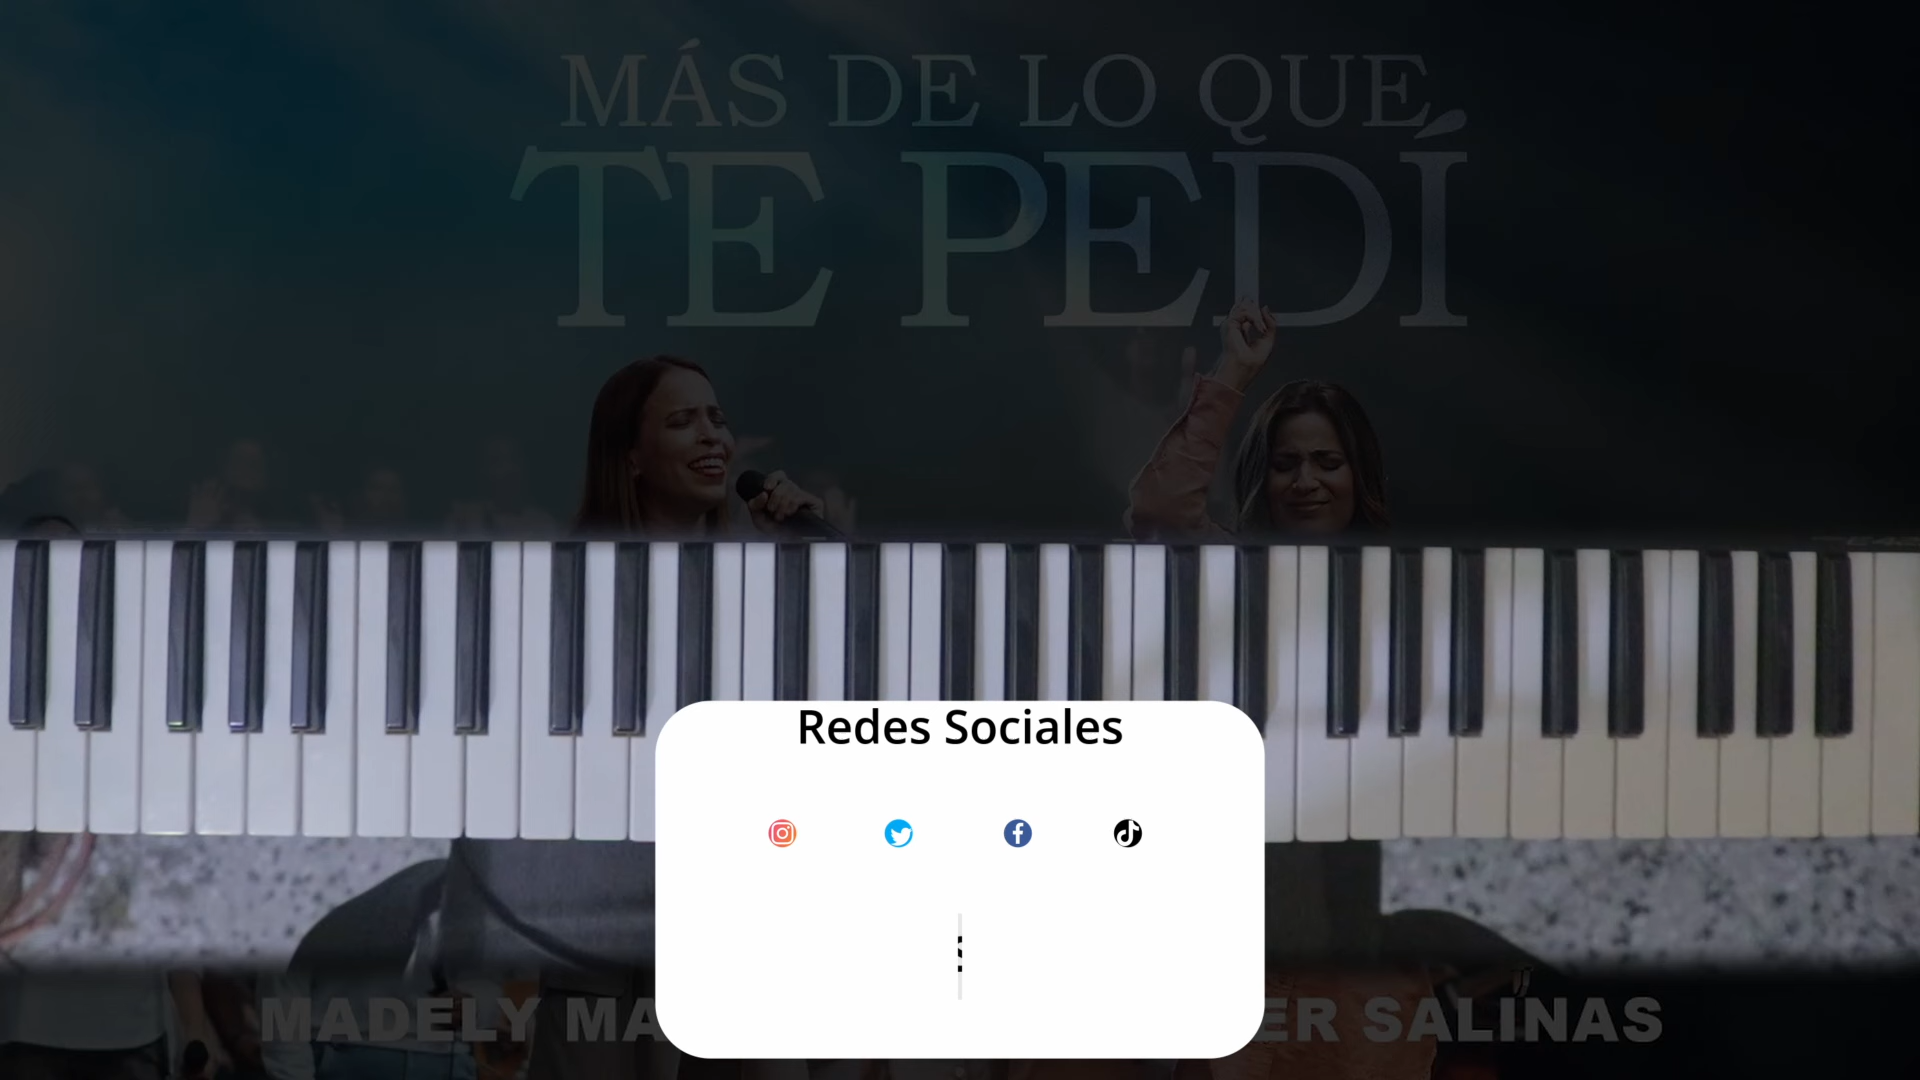 MÁS DE LO QUE
TE PEDÍ
Redes Sociales
MADELY MA
ER SALINAS